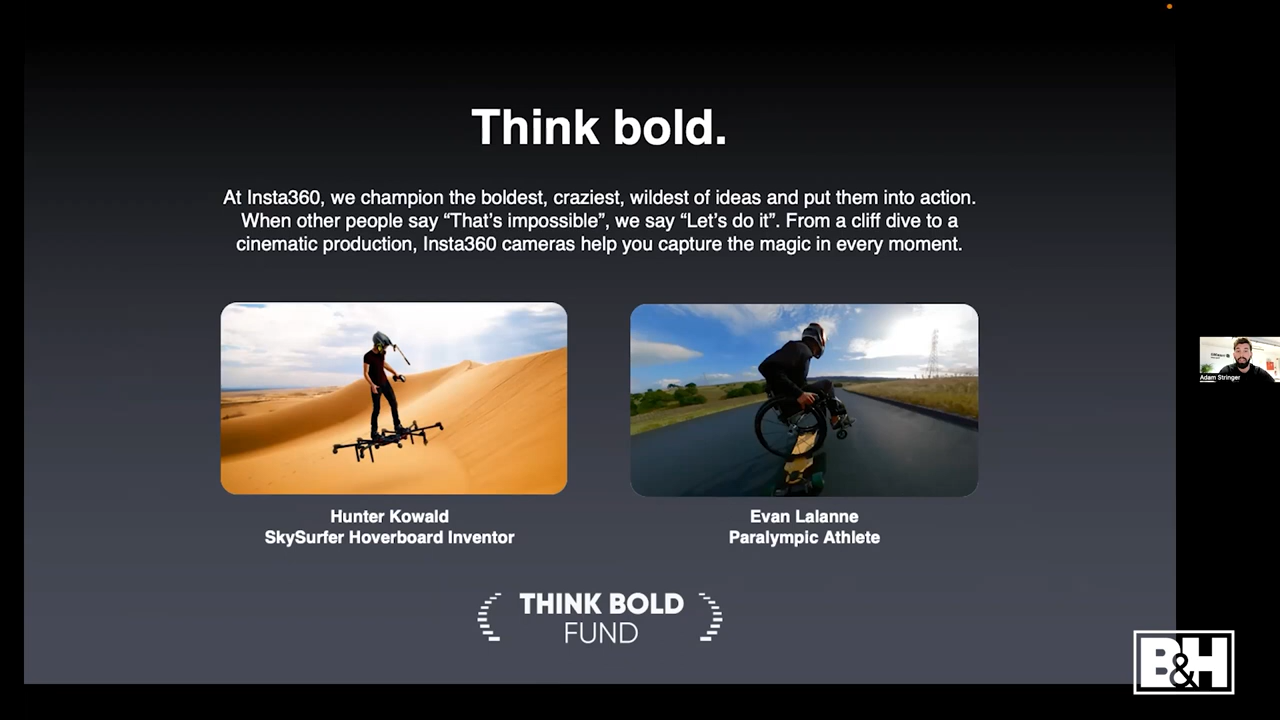 Think bold.
At Insta360, we champion the boldest, craziest, wildest of ideas and put them into action.
When other people say “That’s impossible”, we say “Let’s do it”. From a cliff dive to a
cinematic production, Insta360 cameras help you capture the magic in every moment.
Hunter Kowald
SkySurfer Hoverboard Inventor
Evan Lalanne
Paralympic Athlete
THINK BOLD
FUND
Adam Stringer
B&H